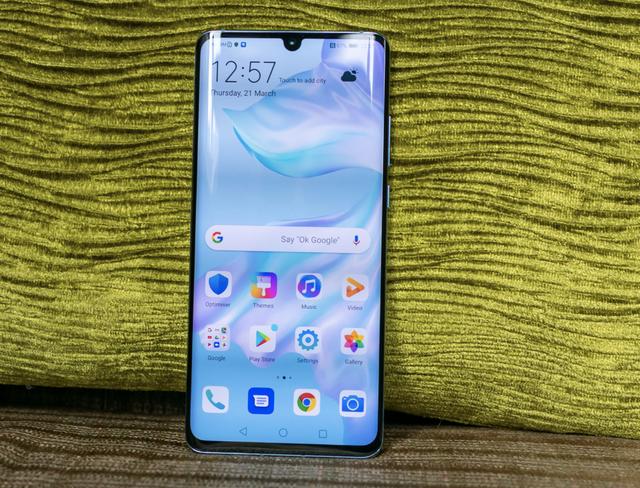 12:57
Touch to add city
Thursday, 21 March
Say "Ok Google"
Optimiser
Themes
Music
Video
Google
Play Store
Settings
Gallery